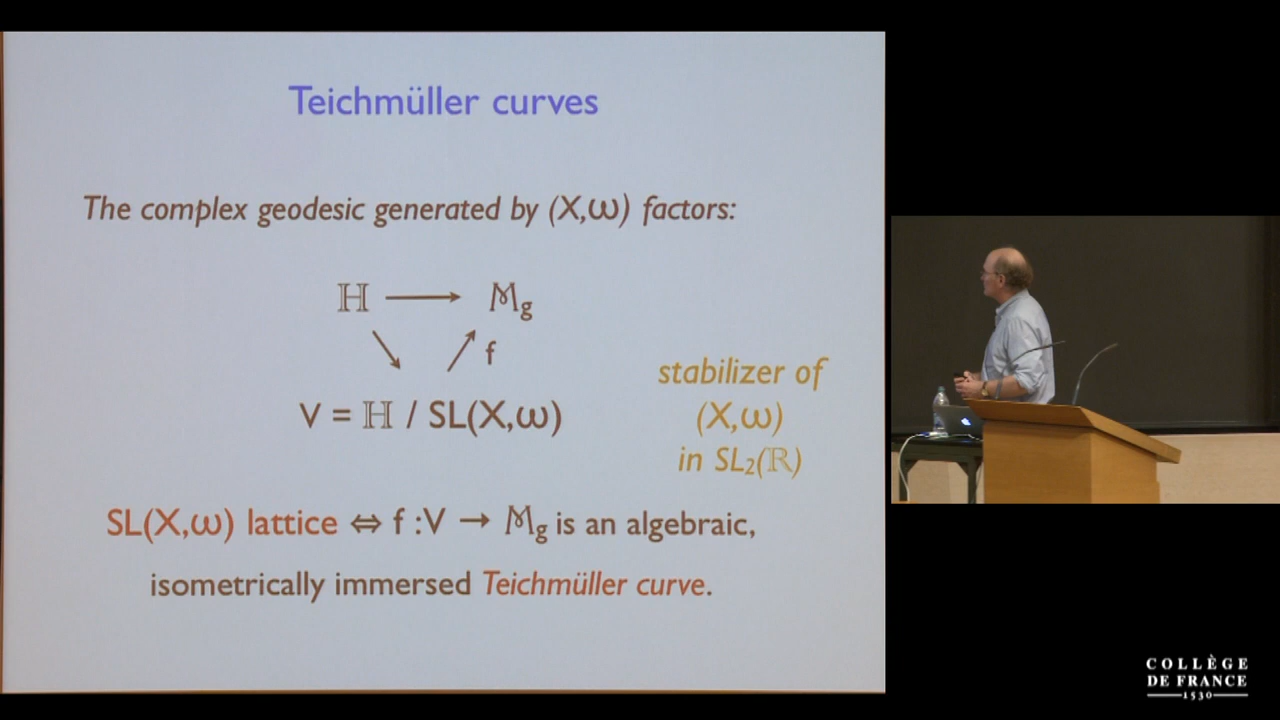 Teichmüller curves
The complex geodesic generated by (X,ω) factors:
ℍ ⟶ ℳg
↘ ↗ f
V = ℍ / SL(X,ω)
stabilizer of
(X,ω)
in SL₂(ℝ)
SL(X,ω) lattice ⇔ f : V → ℳg is an algebraic,
isometrically immersed Teichmüller curve.
COLLÈGE
DE FRANCE
1530